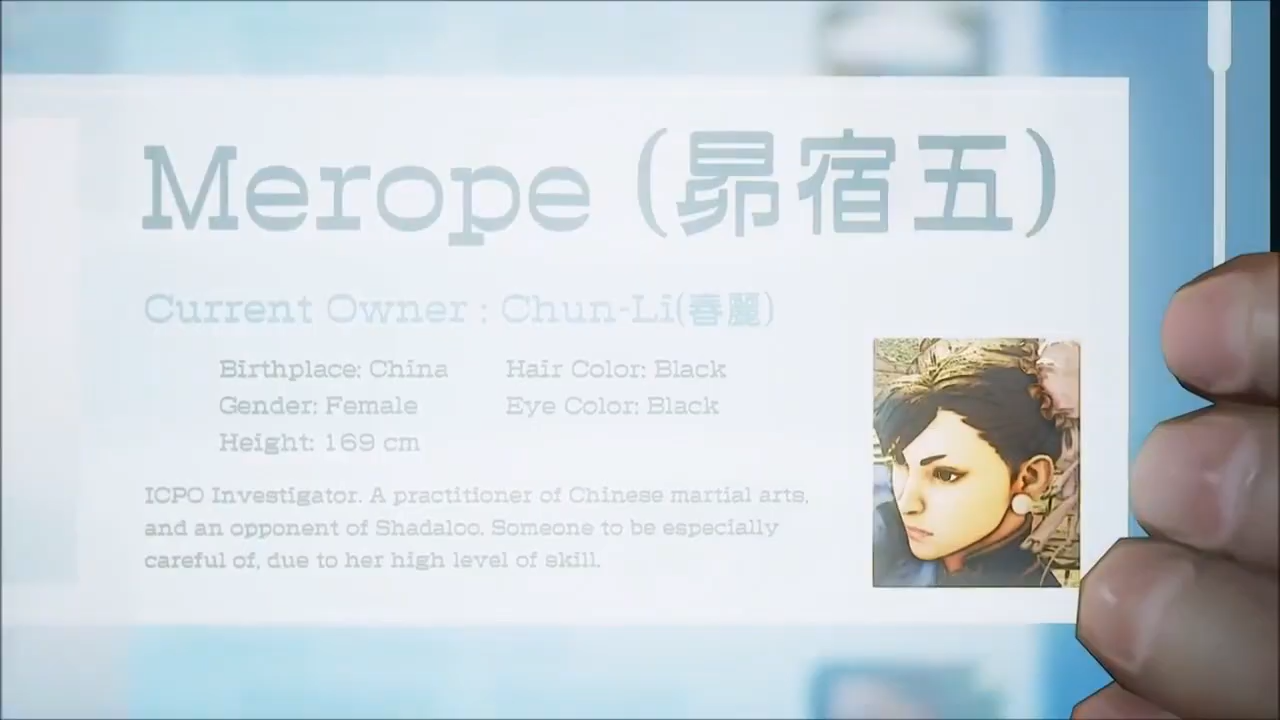 Merope (昴宿五)
Current Owner : Chun-Li(春麗)
Birthplace: China Hair Color: Black
Gender: Female Eye Color: Black
Height: 169 cm
ICPO Investigator. A practitioner of Chinese martial arts,
and an opponent of Shadaloo. Someone to be especially
careful of, due to her high level of skill.